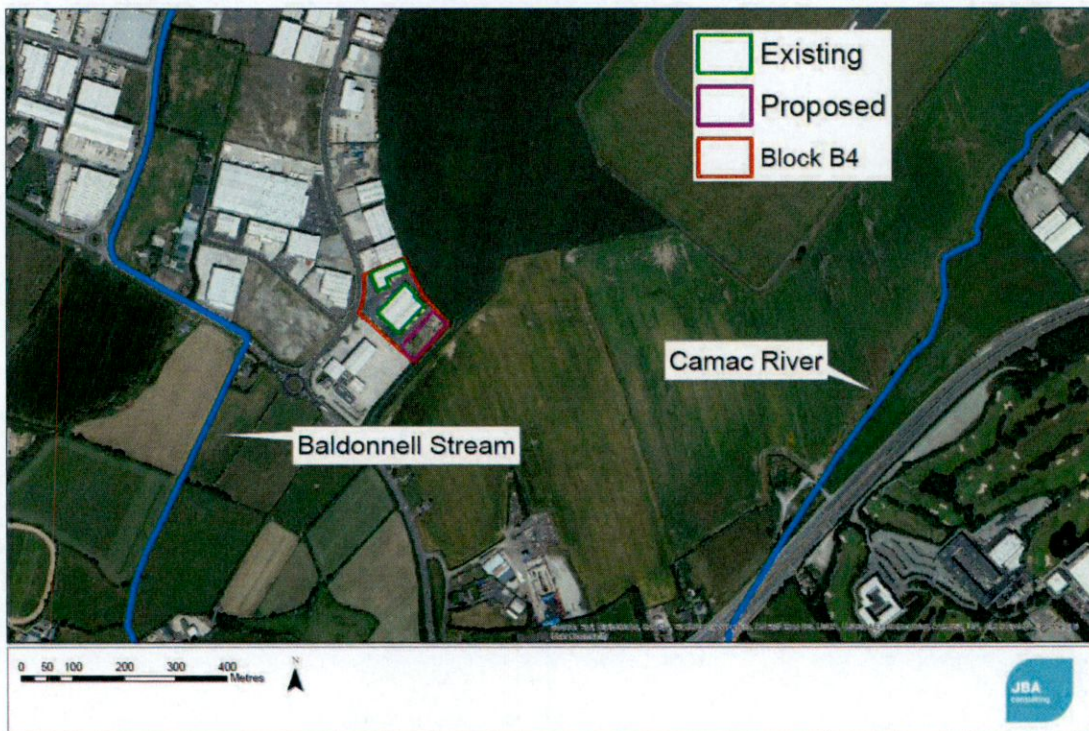 Existing
Proposed
Block B4
Camac River
Baldonnell Stream
0 50 100 200 300 400
Metres
N
JBA
consulting